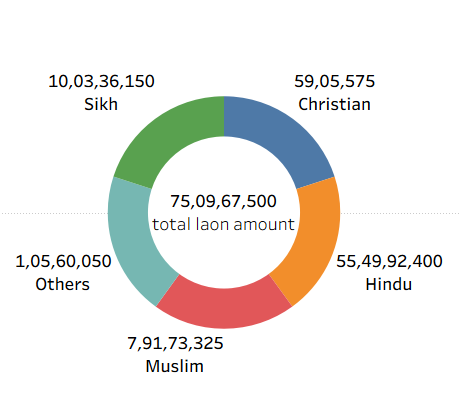 10,03,36,150
Sikh
59,05,575
Christian
75,09,67,500
total laon amount
1,05,60,050
Others
55,49,92,400
Hindu
7,91,73,325
Muslim